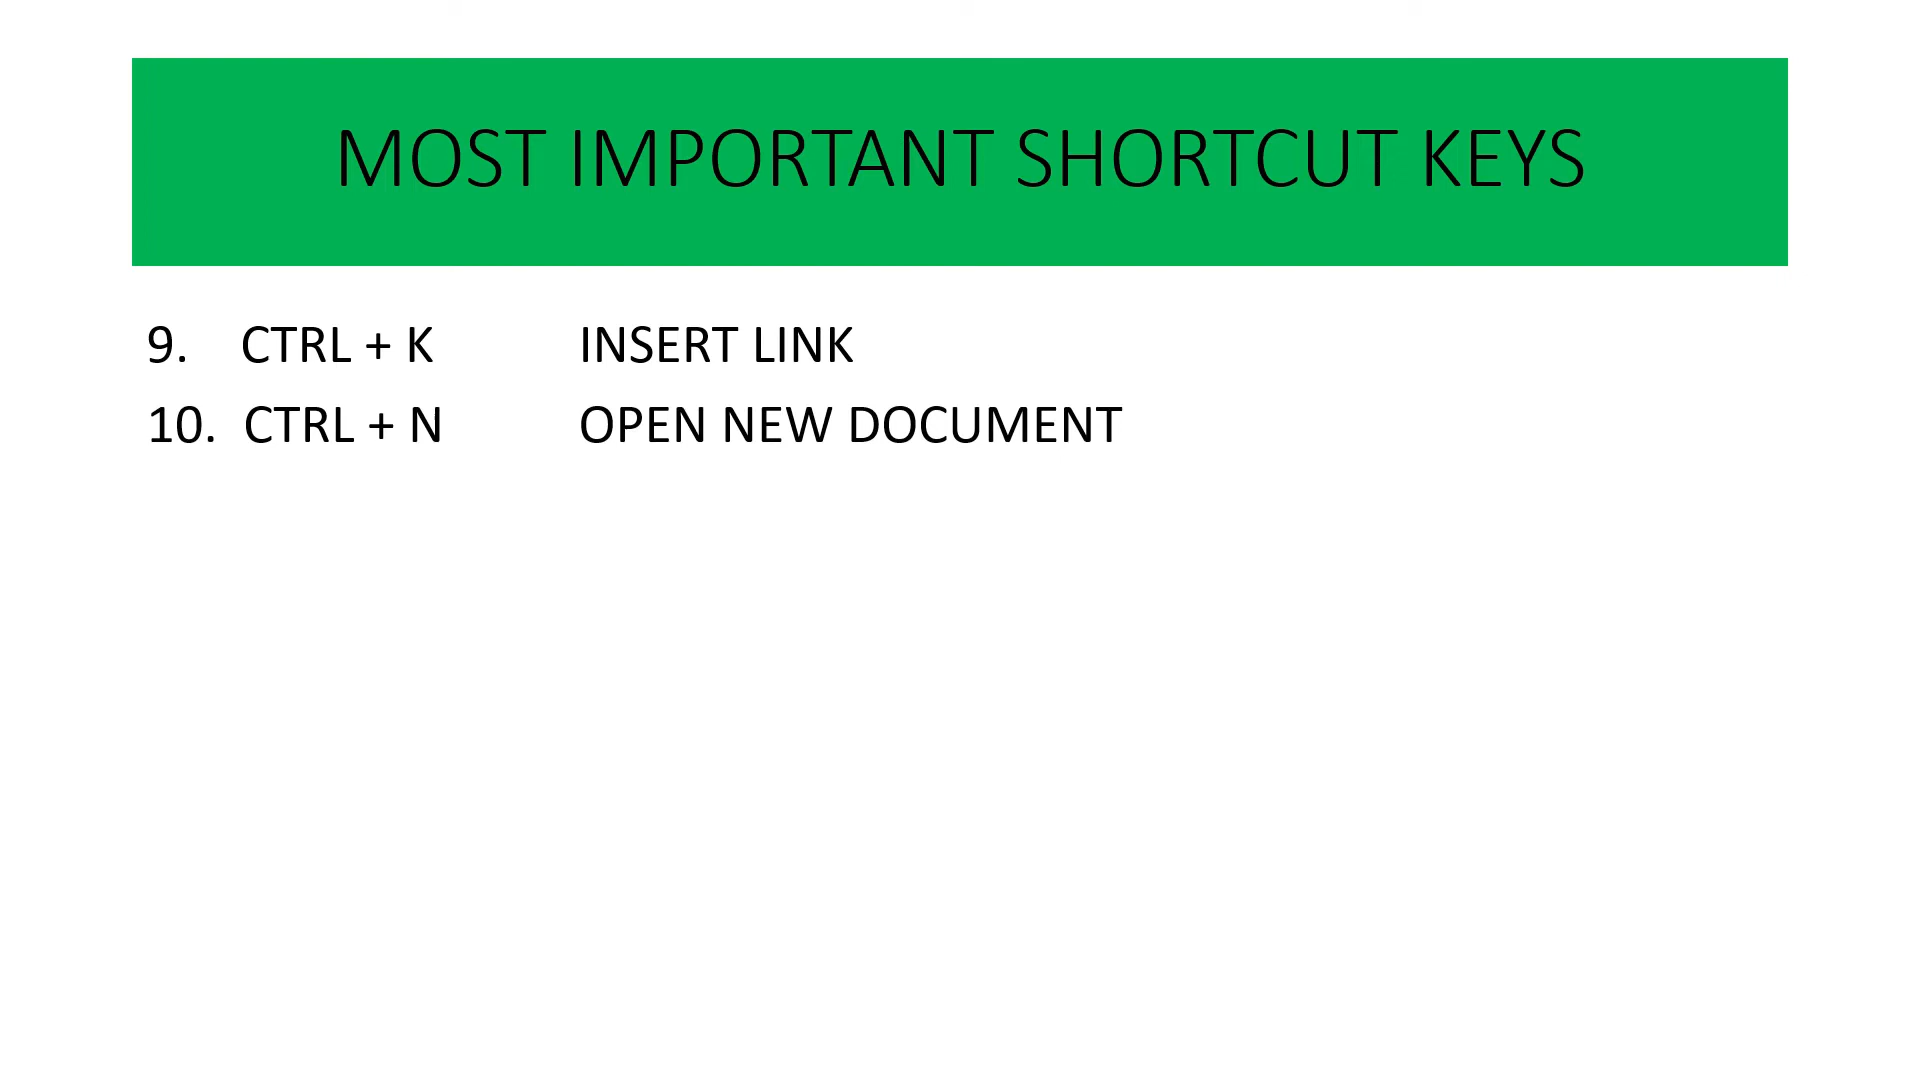 MOST IMPORTANT SHORTCUT KEYS
9. CTRL + K INSERT LINK
10. CTRL + N OPEN NEW DOCUMENT